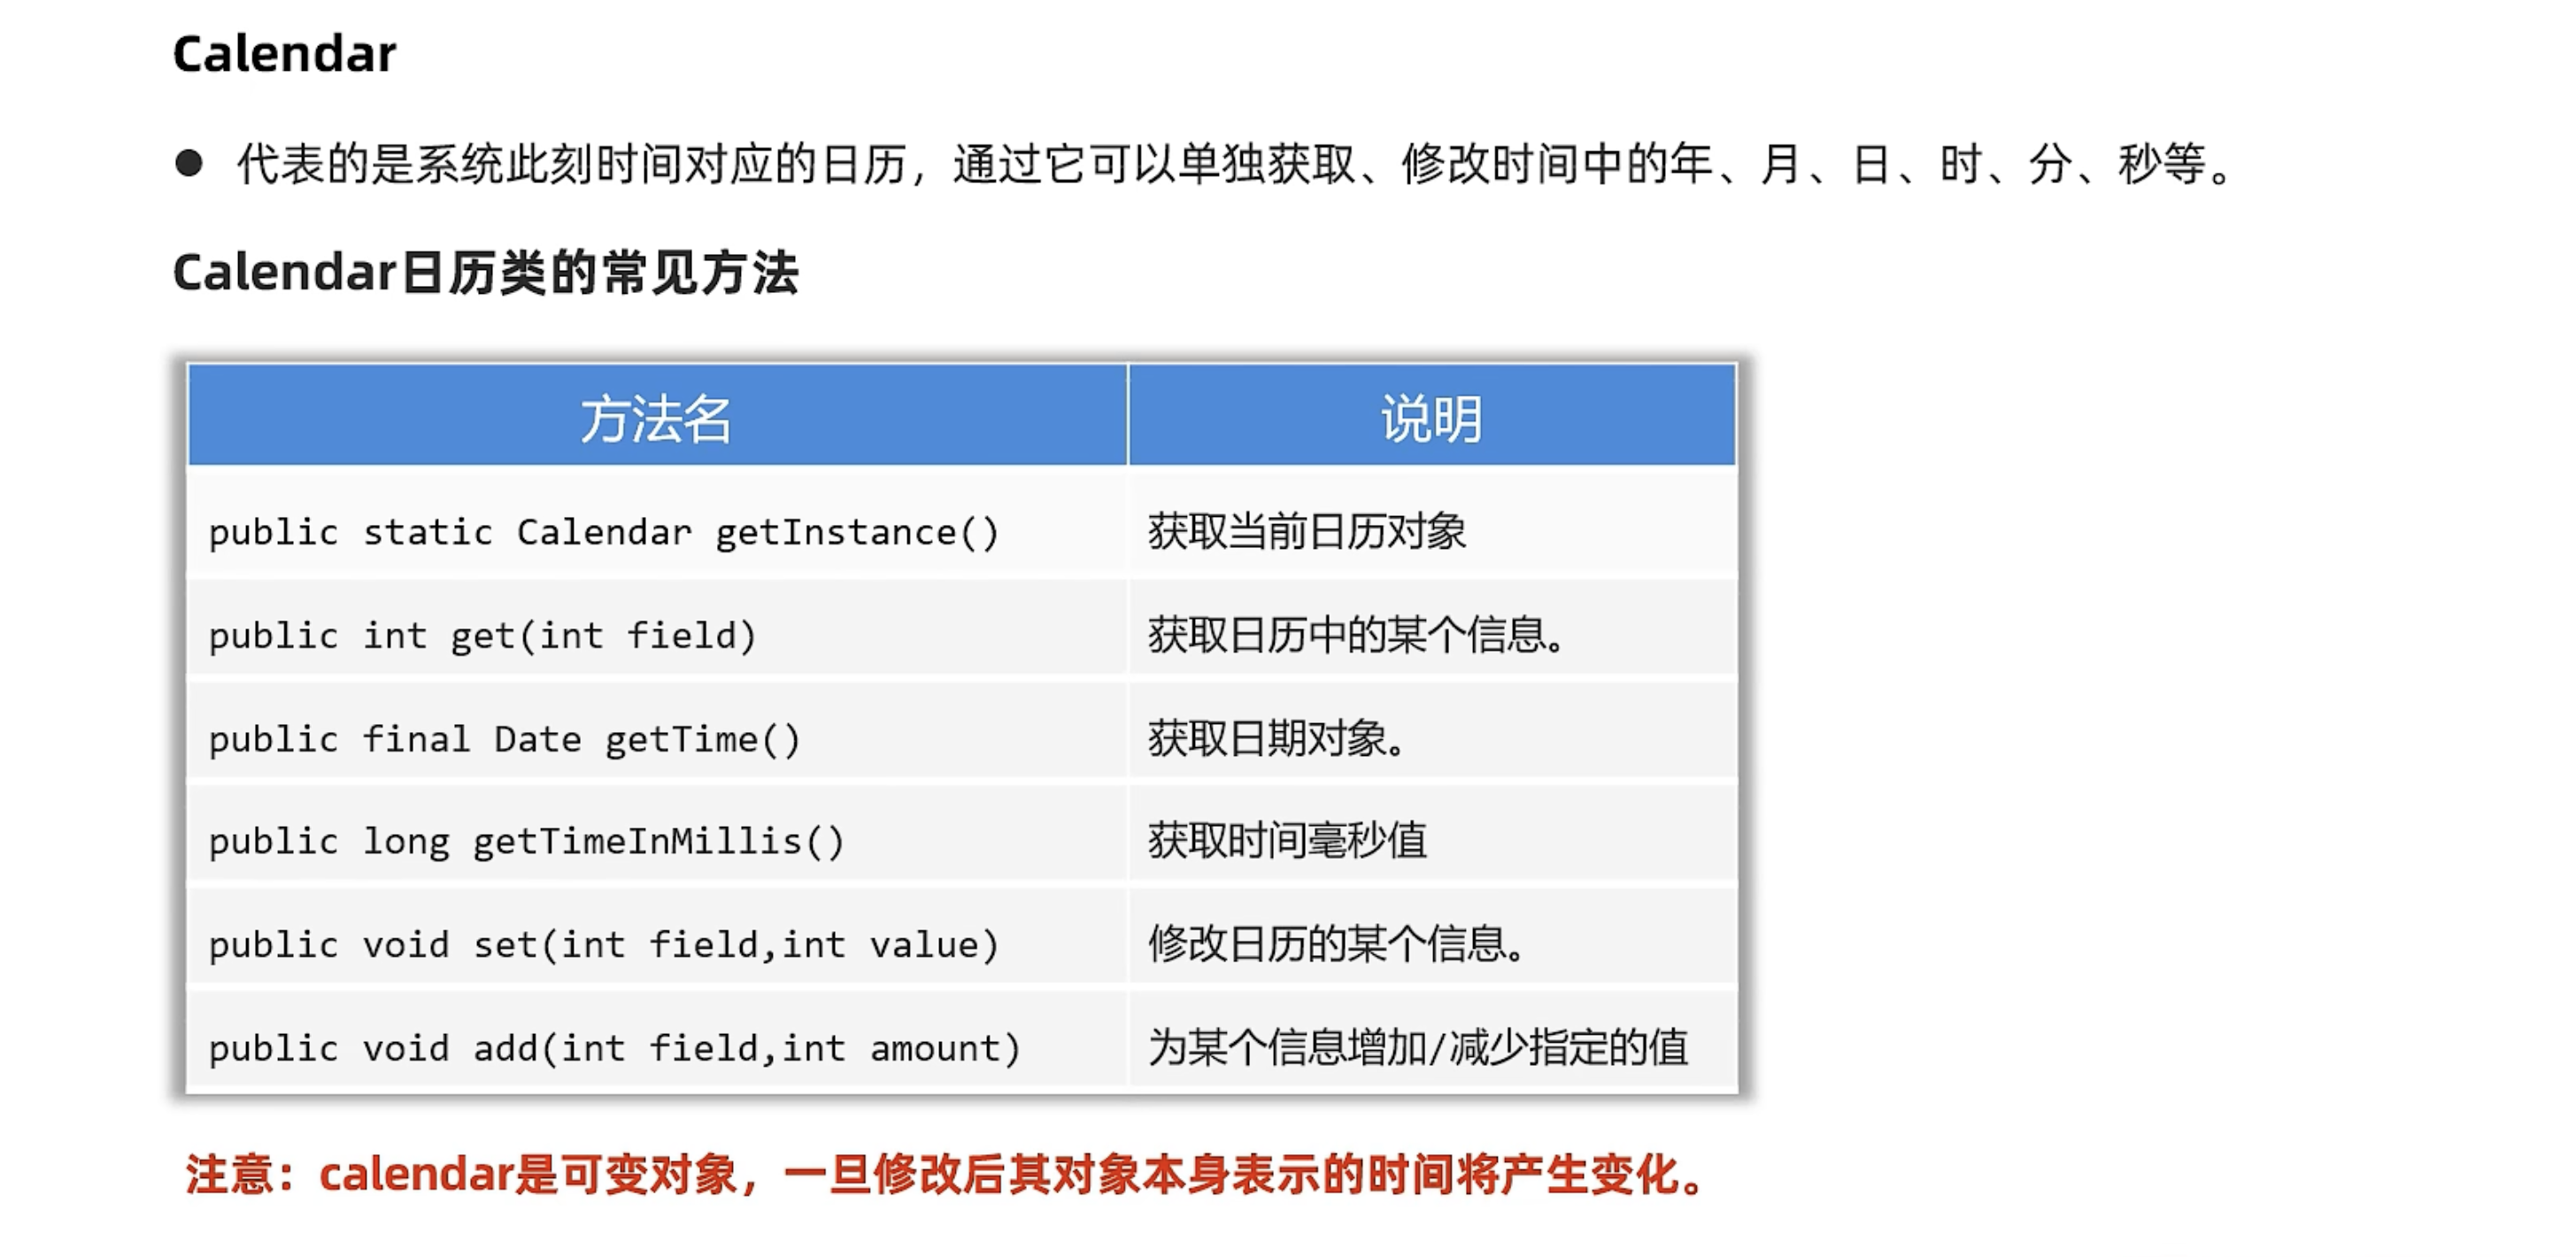 Calendar
● 代表的是系统此刻时间对应的日历，通过它可以单独获取、修改时间中的年、月、日、时、分、秒等。
Calendar日历类的常见方法
方法名 说明
public static Calendar getInstance() 获取当前日历对象
public int get(int field) 获取日历中的某个信息。
public final Date getTime() 获取日期对象。
public long getTimeInMillis() 获取时间毫秒值
public void set(int field,int value) 修改日历的某个信息。
public void add(int field,int amount) 为某个信息增加/减少指定的值
注意：calendar是可变对象，一旦修改后其对象本身表示的时间将产生变化。